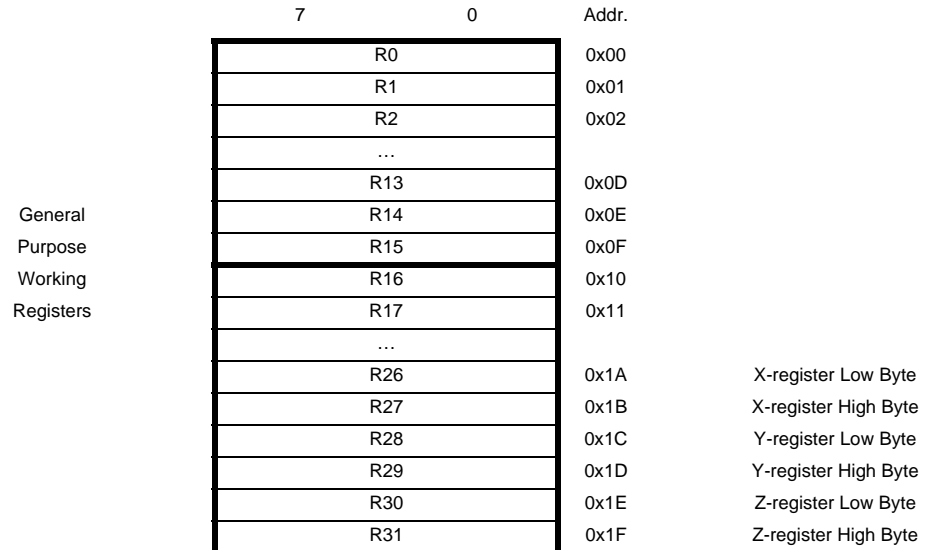 7 0 Addr.
R0 0x00
R1 0x01
R2 0x02
…
R13 0x0D
General R14 0x0E
Purpose R15 0x0F
Working R16 0x10
Registers R17 0x11
…
R26 0x1A X-register Low Byte
R27 0x1B X-register High Byte
R28 0x1C Y-register Low Byte
R29 0x1D Y-register High Byte
R30 0x1E Z-register Low Byte
R31 0x1F Z-register High Byte